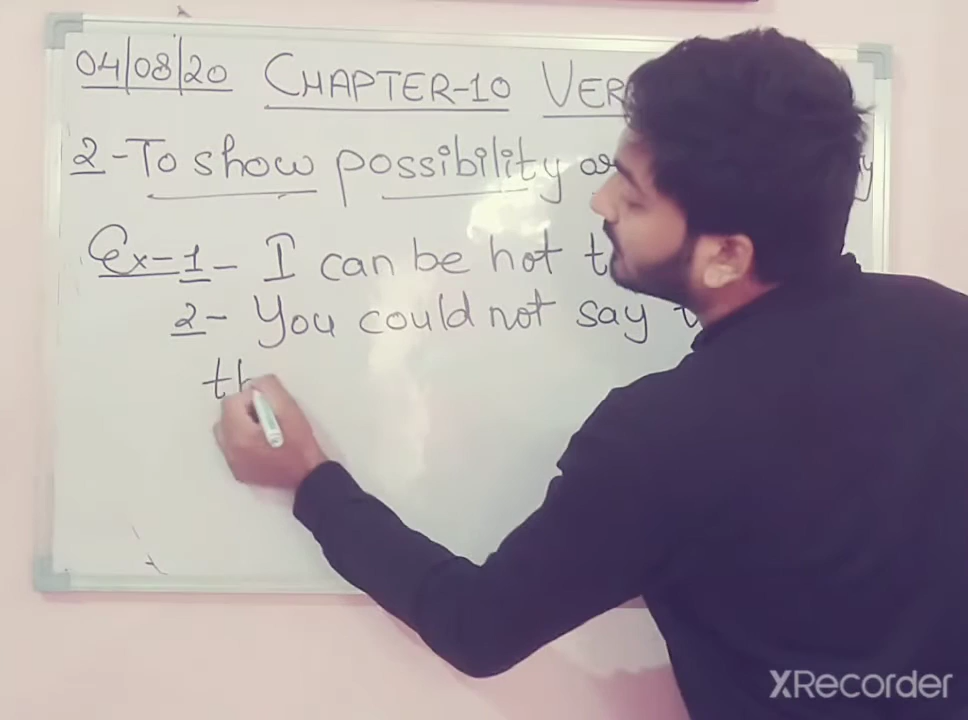 04/08/20 CHAPTER-10
2-To show possibility or
Ex-1- I can be hot
2- You could not say
XRecorder